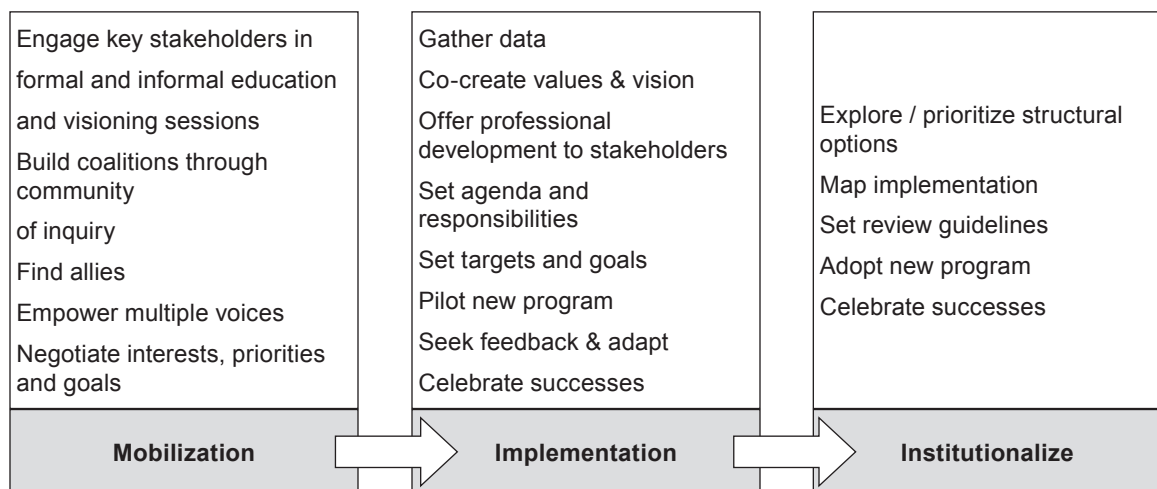 Engage key stakeholders in
formal and informal education
and visioning sessions
Build coalitions through
community
of inquiry
Find allies
Empower multiple voices
Negotiate interests, priorities
and goals
Mobilization
Gather data
Co-create values & vision
Offer professional
development to stakeholders
Set agenda and
responsibilities
Set targets and goals
Pilot new program
Seek feedback & adapt
Celebrate successes
Implementation
Explore / prioritize structural
options
Map implementation
Set review guidelines
Adopt new program
Celebrate successes
Institutionalize